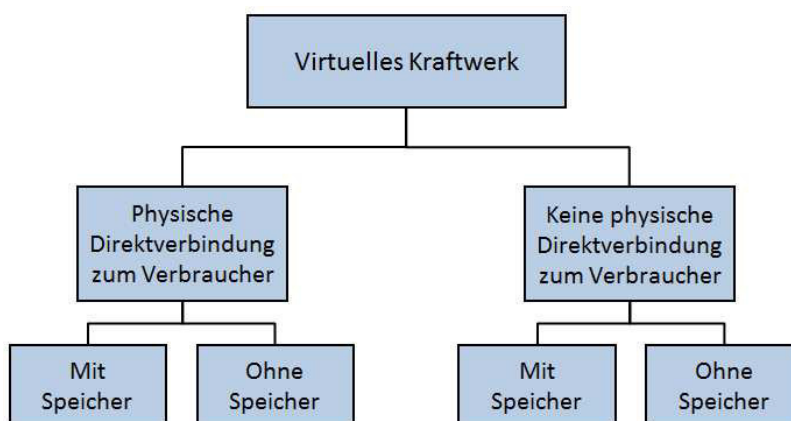 Virtuelles Kraftwerk
Physische
Direktverbindung
zum Verbraucher
Keine physische
Direktverbindung
zum Verbraucher
Mit
Speicher
Ohne
Speicher
Mit
Speicher
Ohne
Speicher